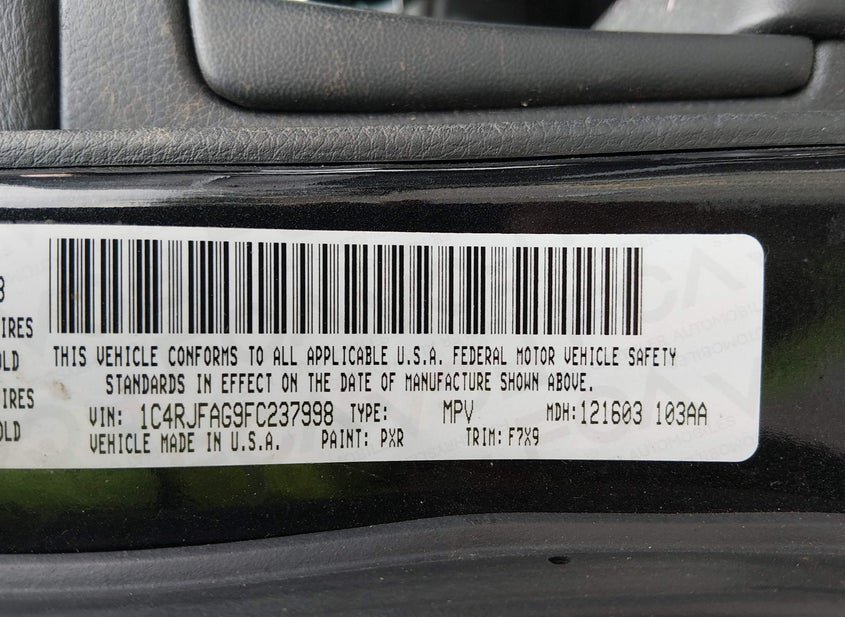 8
IRES
OLD
IRES
OLD
THIS VEHICLE CONFORMS TO ALL APPLICABLE U.S.A. FEDERAL MOTOR VEHICLE SAFETY
STANDARDS IN EFFECT ON THE DATE OF MANUFACTURE SHOWN ABOVE.
VIN: 1C4RJFAG9FC237998 TYPE: MPV MDH:121603 103AA
VEHICLE MADE IN U.S.A. PAINT: PXR TRIM: F7X9